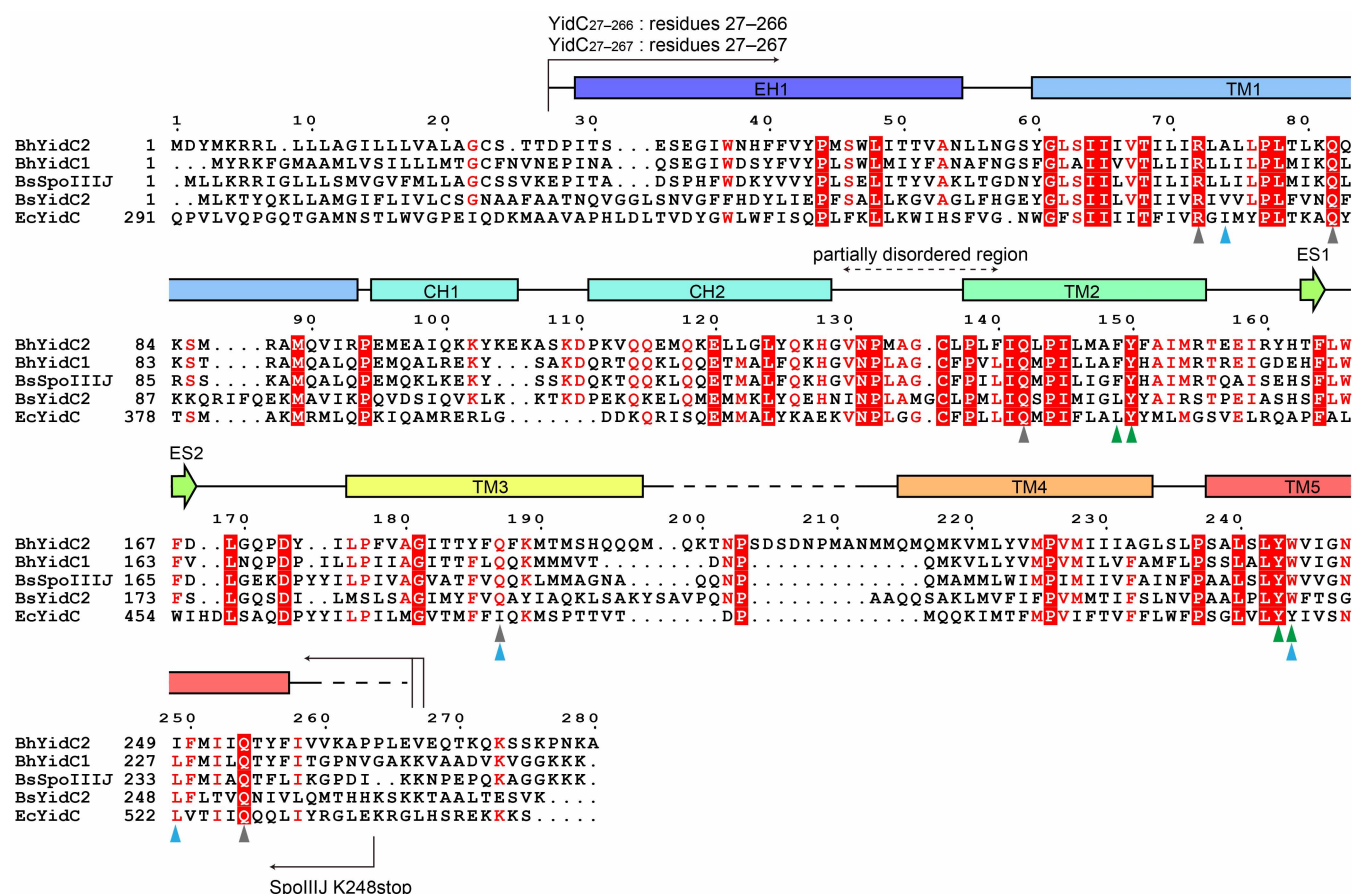 YidC27–266 : residues 27–266
YidC27–267 : residues 27–267
EH1 TM1
1 10 20 30 40 50 60 70 80
BhYidC2 1 MDYMKRRL.LLLAGILLLVALAGCS.TTDPITS...ESEGIWNHFFVYPMSWLITTVANLLNGSYGLSIIIVTILIRLALLPLTLKQQ
BhYidC1 1 ...MYRKFGMAAMLVSILLLMTGCFNVNEPINA...QSEGIWDSYFVYPLSWLMIYFANAFNGSFGLAIIVVTLLIRLLILPLMIKQL
BsSpoIIIJ 1 .MLLKRRIGLLLSMVGVFMLLAGCSSVKEPITA...DSPHFWDKYVVYPLSELITYVAKLTGDNYGLSIILVTILIRLLILPLMIKQL
BsYidC2 1 ...MLKTYQKLLAMGIFLIVLCSGNAAFAATNQVGGLSNVGFFHDYLIEPFSALLKGVAGLFHGEYGLSIILVTIIVRIVVLPLFVNQF
EcYidC 291 QPVLVQPGQTGAMNSTLWVGPEIQDKMAAVAPHLDLTVDYGWLWFISQPLFKLLKWIHSFVG.NWGFSIIIITFIVRGIMYPLTKAQY
partially disordered region ES1
CH1 CH2 TM2
90 100 110 120 130 140 150 160
BhYidC2 84 KSM....RAMQVIRPEMEAIQKKYKEKASKDPKVQQEMQKELLGLYQKHGVNPMAG.CLPLFIQLPILMAFYFAIMRTEEIRYHTFLW
BhYidC1 83 KST....RAMQALQPEMQALREKY...SSKDQRTQQKLQQETMALFQKHGVNPLAG.CFPVLIQMPILLAFYHAIMRTREIGDEHFLW
BsSpoIIIJ 85 RSS....KAMQALQPEMQKLKEKY...SSKDQKTQQKLQQETMALFQKHGVNPLAG.CFPILIQMPILIGFYHAIMRTQAISEHSFLW
BsYidC2 87 KKQRIFQEKMAVIKPQVDSIQVKLK..KTKDPEKQKELQMEMMKLYQEHNINPLAMGCLPMLIQSPIMIGLYYAIRSTPEIASHSFLW
EcYidC 378 TSM....AKMRMLQPKIQAMRERLG......DDKQRISQEMMALYKAEKVNPLGG.CFPLLIQMPIFLALYYMLMGSVELRQAPFAL
ES2
TM3 TM4 TM5
170 180 190 200 210 220 230 240
BhYidC2 167 FD..LGQPDY.ILPFVAGITTYFQFKMTMSHQQQM..QKTNPSDSDNPMANMMQMQMKVMLYVMPVMIIIAGLSLPSALSLYWVIGN
BhYidC1 163 FV..LNQPDY.ILPIIAGITTFLQQKMMMVT.......DNP............QMKVLLYVMPVMILVFAMFLPSSLALYWVIGN
BsSpoIIIJ 165 FD..LGEKDPYYILPIVAGVATFVQQKLMMAGNA.....QQNP............QMAMMLWIMPIMIIVFAINFPAALSLYWVVGN
BsYidC2 173 FS..LGQSDI.LMSLSAGIMYFVQAYIAQKLSAKYSAVPQNP.........AAQQSAKLMVFIFPVMMTIFSLNVPAALPLYWFTSG
EcYidC 454 WIHDLSAQDPYYILPILMGVTMFFIQKMSPTTVT.......DP............MQQKIMTFMPVIFTVFFLWFPSGLVLYYIVSN
250 260 270 280
BhYidC2 249 IFMIIQTYFIVVKAPPLEVEQTKQKSSKPNKA
BhYidC1 227 LFMILQTYFITGPNVGAKKVAADVKVGGKKK.
BsSpoIIIJ 233 LFMIAQTFLIKGPDI..KKNPEPQKAGGKKK.
BsYidC2 248 LFLTVQNIVLQMTHHKSKKTAALTESVK....
EcYidC 522 LVTIIQQQLIYRGLEKRGLHSREKKKS.....
SpoIIIJ K248stop